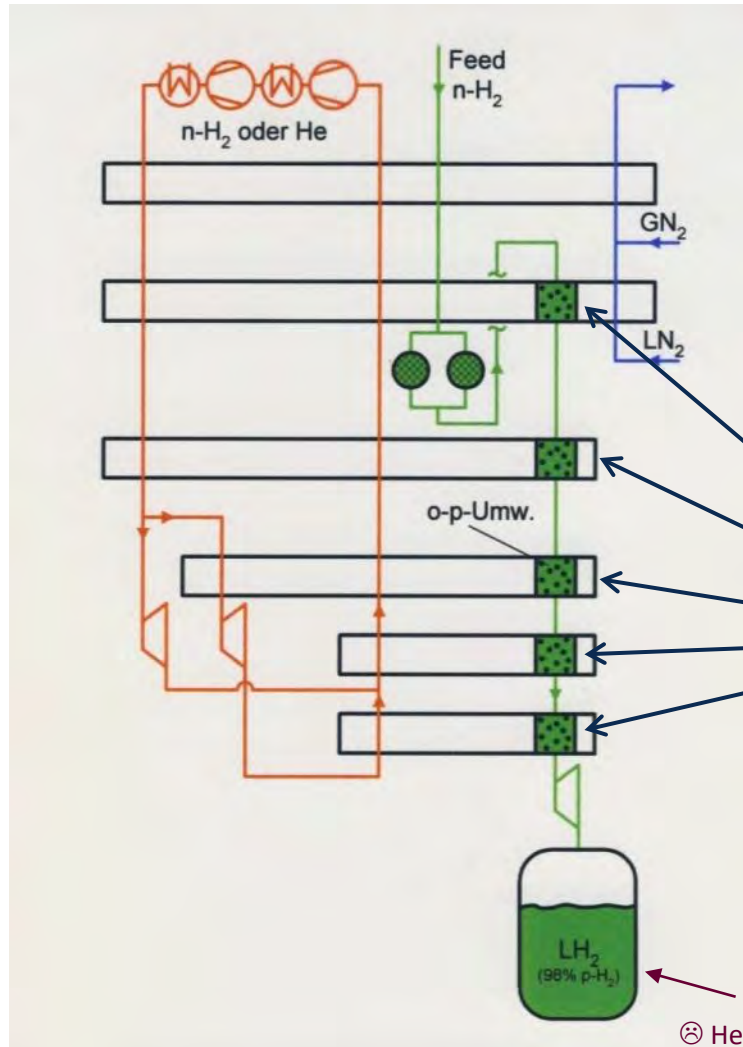 Feed
n-H₂
n-H₂ oder He
GN₂
LN₂
o-p-Umw.
LH₂
(98% p-H₂)
☹ He